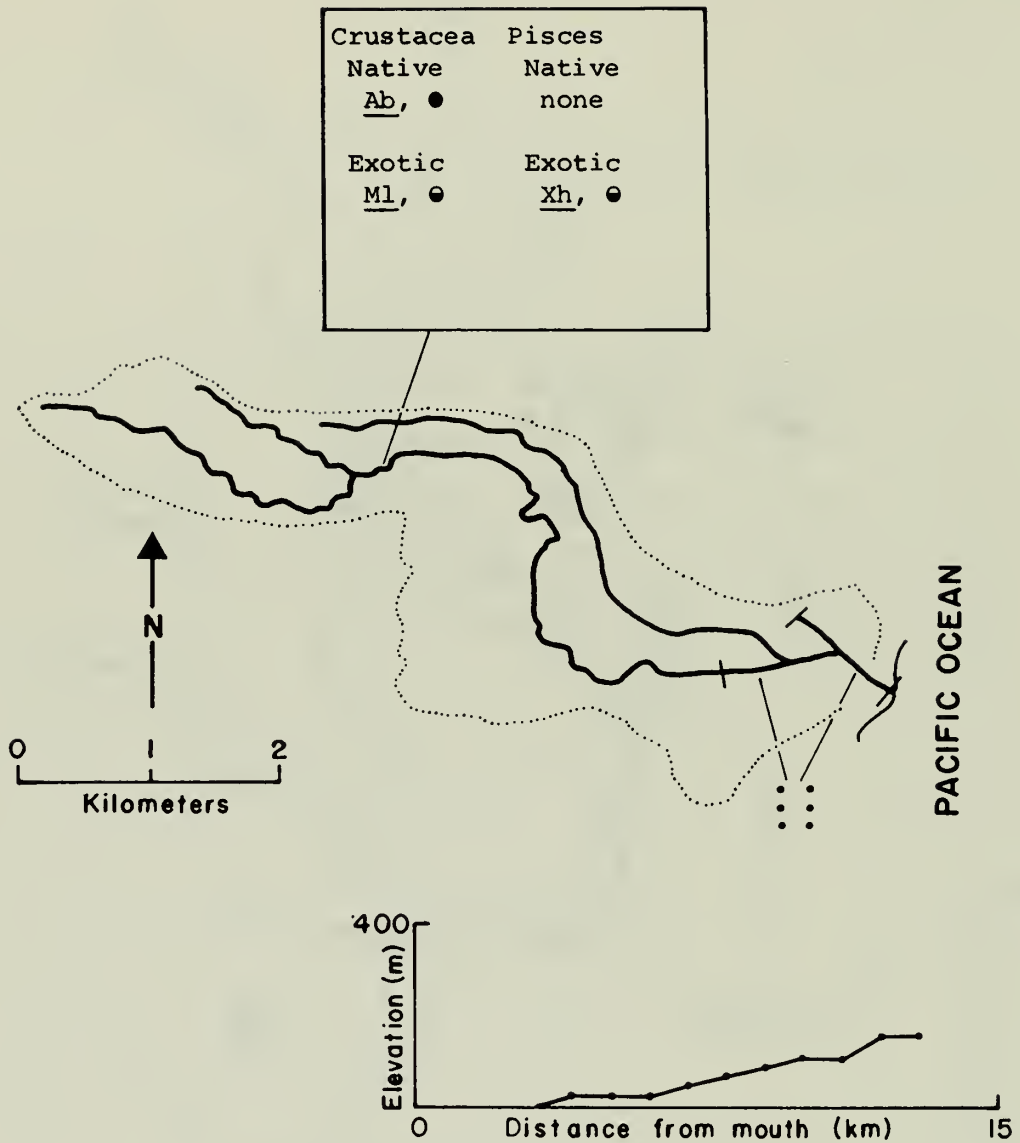 Crustacea Pisces
Native Native
Ab, ● none
Exotic Exotic
Ml, ◒ Xh, ◒
N
0 1 2
Kilometers
PACIFIC OCEAN
400
Elevation (m)
0 15
Distance from mouth (km)